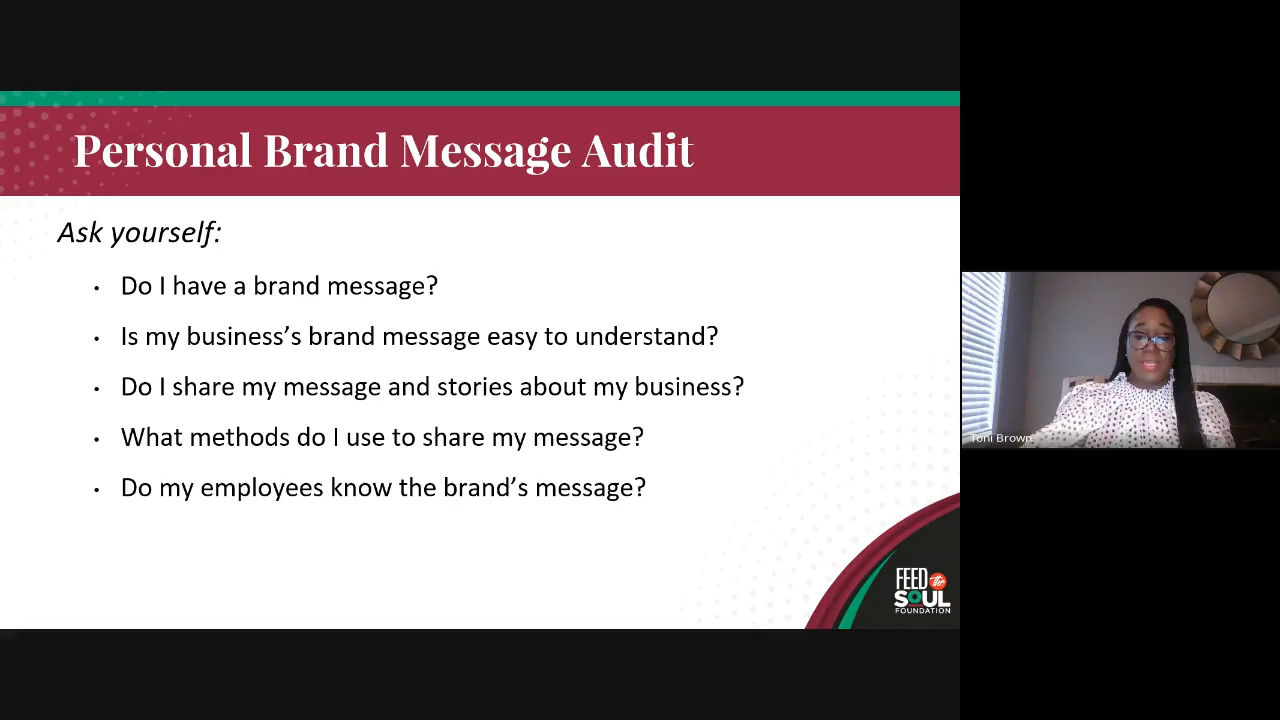 Personal Brand Message Audit
Ask yourself:
• Do I have a brand message?
• Is my business’s brand message easy to understand?
• Do I share my message and stories about my business?
• What methods do I use to share my message?
• Do my employees know the brand’s message?
FEED the
SOUL
FOUNDATION
Toni Brown